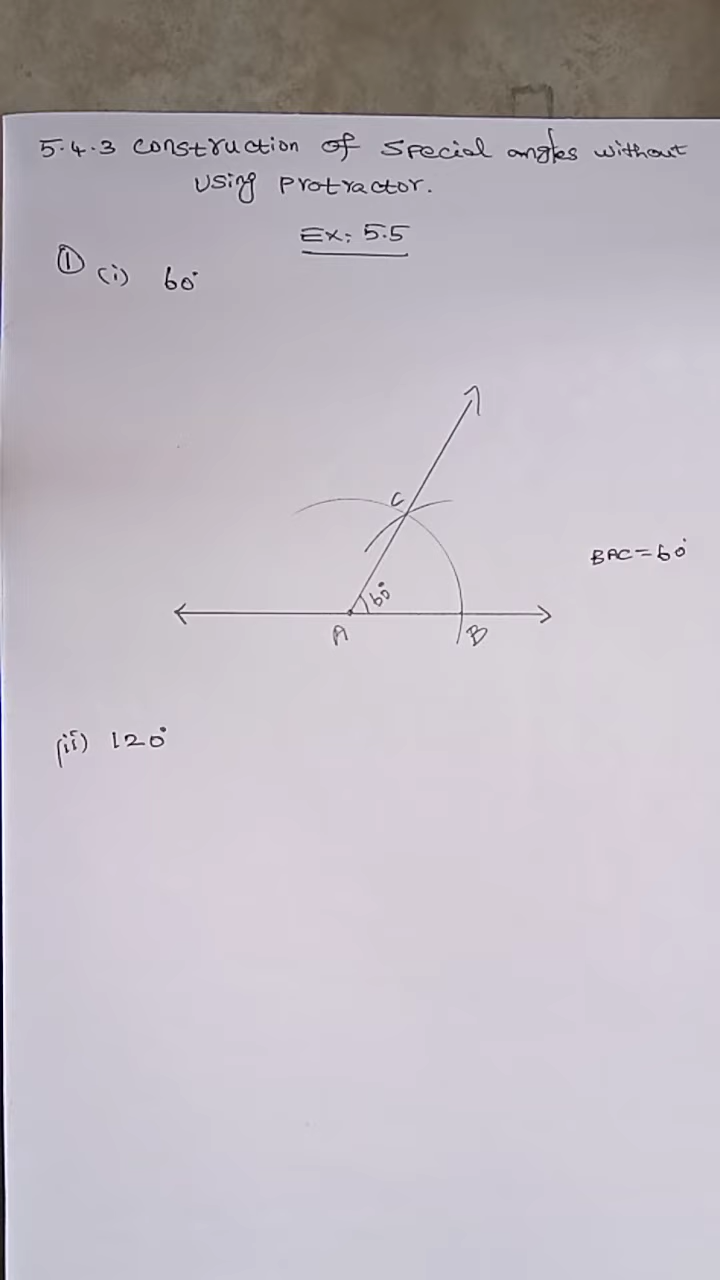 5.4.3 Construction of special angles without
using protractor.
Ex: 5.5
① (i) 60°
C
BAC = 60°
60°
A B
(ii) 120°